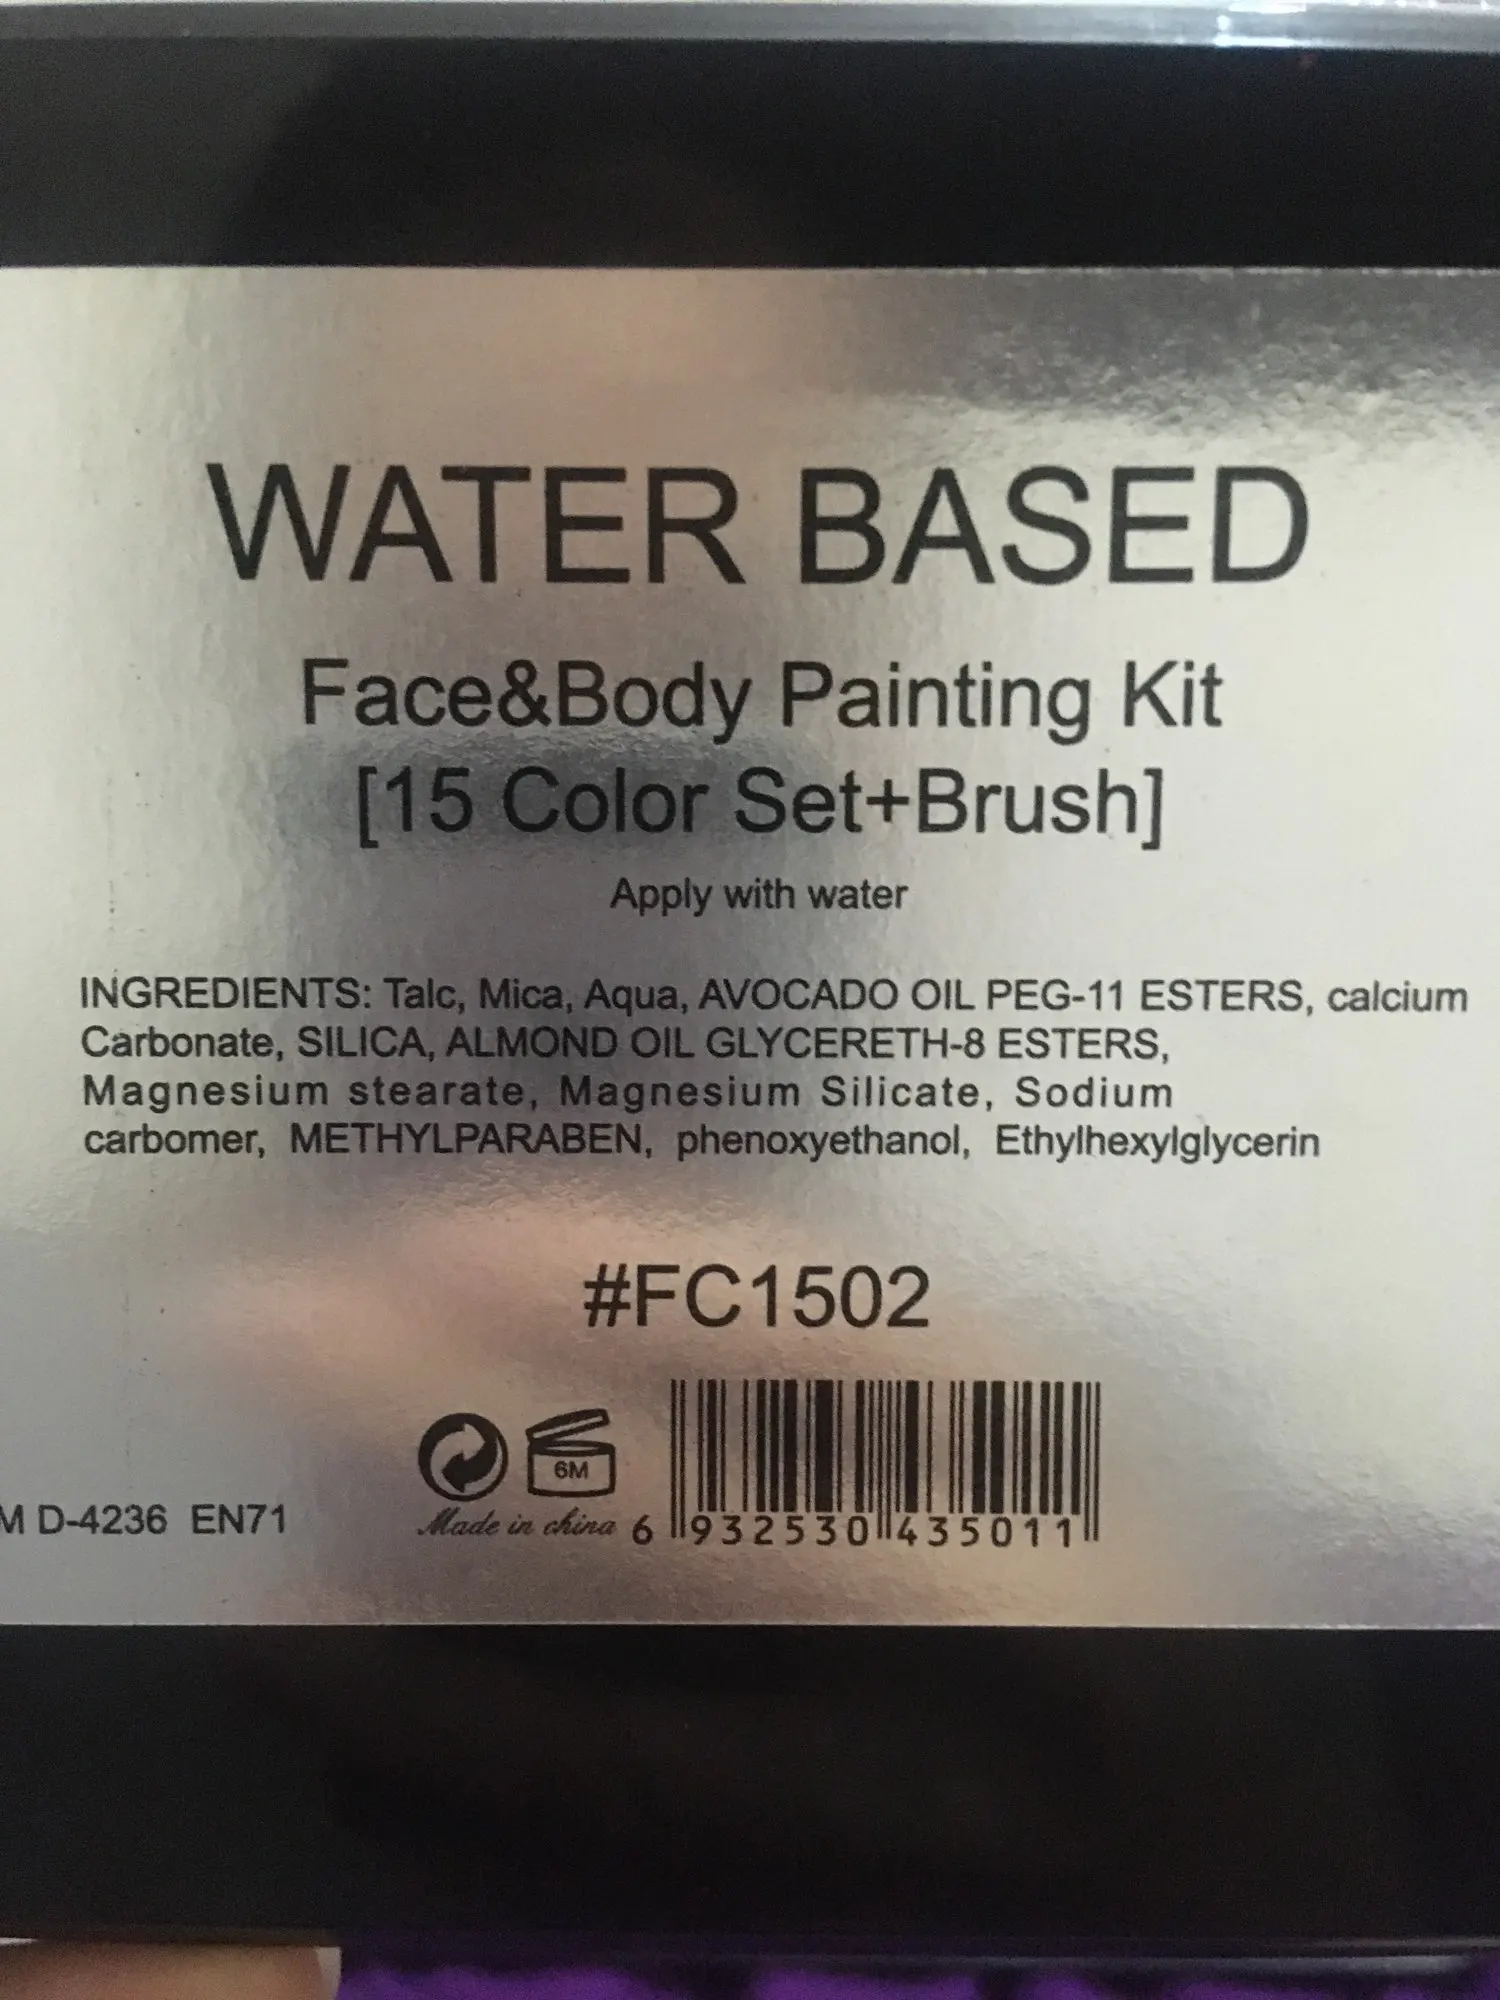 WATER BASED
Face&Body Painting Kit
[15 Color Set+Brush]
Apply with water
INGREDIENTS: Talc, Mica, Aqua, AVOCADO OIL PEG-11 ESTERS, calcium
Carbonate, SILICA, ALMOND OIL GLYCERETH-8 ESTERS,
Magnesium stearate, Magnesium Silicate, Sodium
carbomer, METHYLPARABEN, phenoxyethanol, Ethylhexylglycerin
#FC1502
6M
M D-4236 EN71
Made in china
6 932530 435011